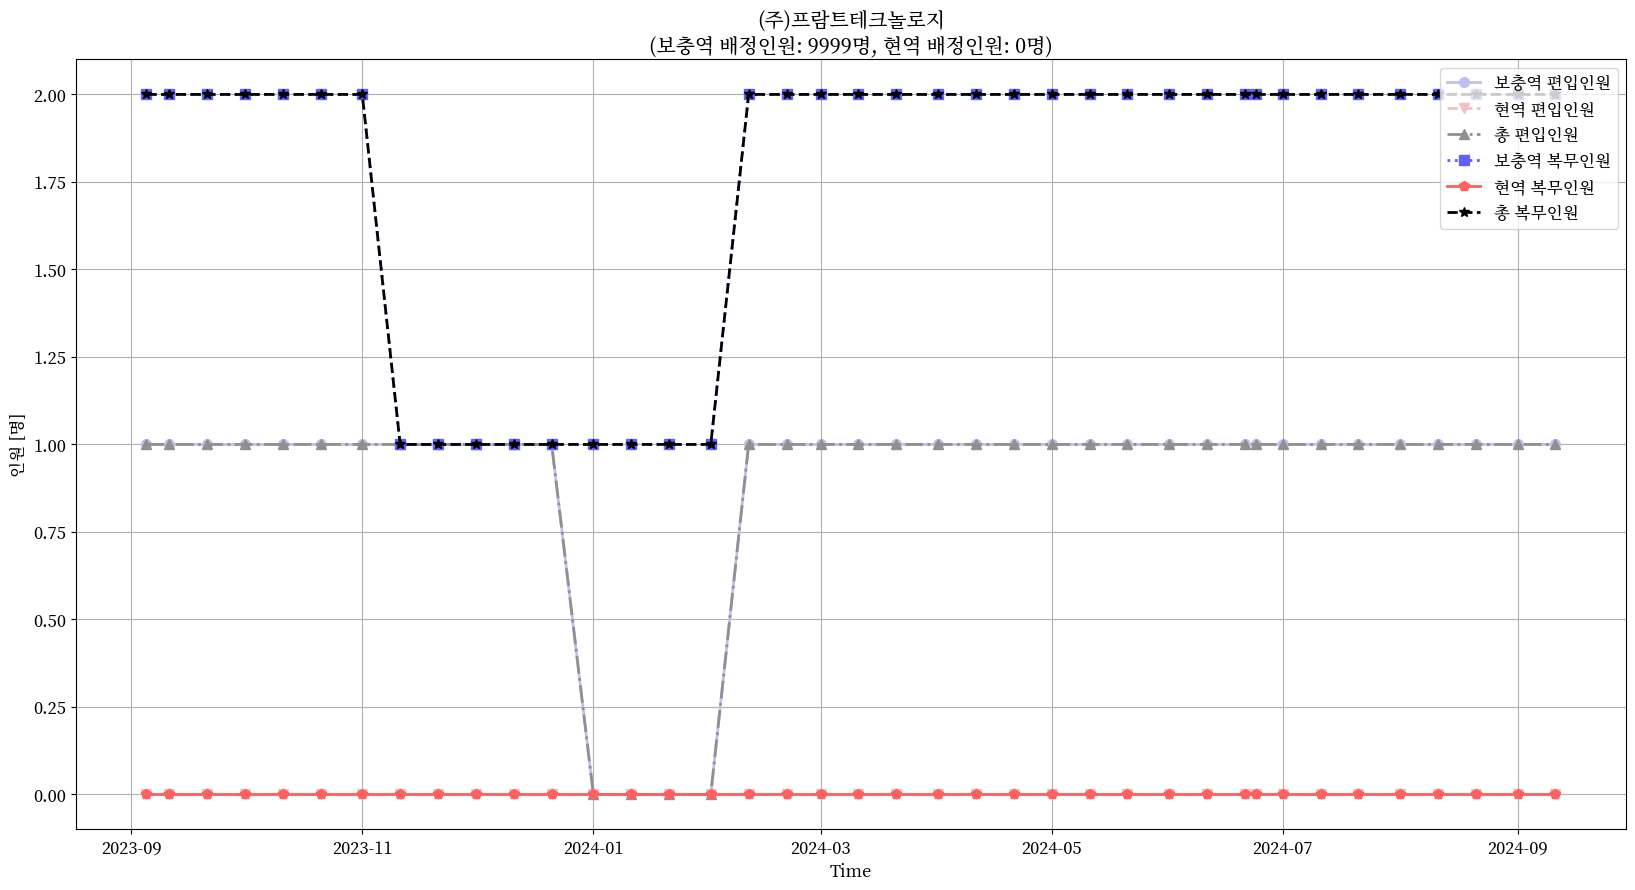 (주)프람트테크놀로지
(보충역 배정인원: 9999명, 현역 배정인원: 0명)
보충역 편입인원
현역 편입인원
총 편입인원
보충역 복무인원
현역 복무인원
총 복무인원
인원 [명]
2.00
1.75
1.50
1.25
1.00
0.75
0.50
0.25
0.00
2023-09 2023-11 2024-01 2024-03 2024-05 2024-07 2024-09
Time